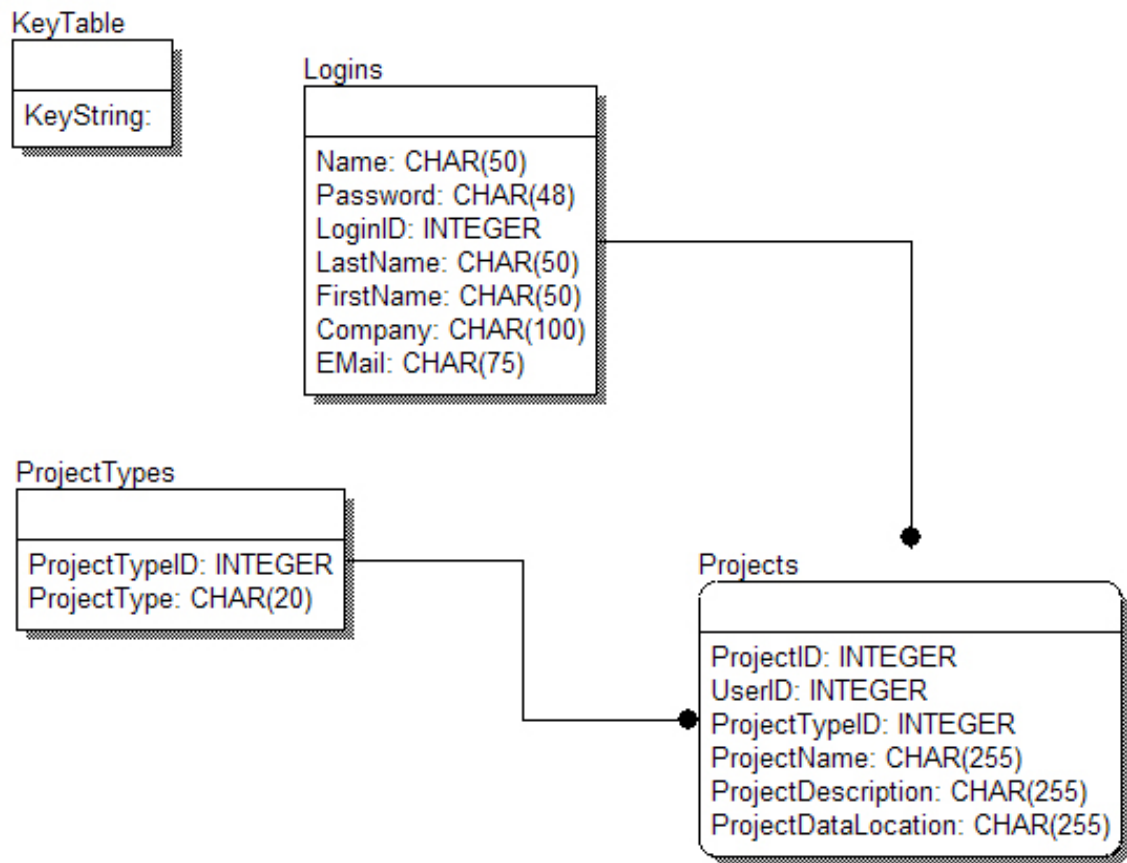 KeyTable
KeyString:
Logins
Name: CHAR(50)
Password: CHAR(48)
LoginID: INTEGER
LastName: CHAR(50)
FirstName: CHAR(50)
Company: CHAR(100)
EMail: CHAR(75)
ProjectTypes
ProjectTypeID: INTEGER
ProjectType: CHAR(20)
Projects
ProjectID: INTEGER
UserID: INTEGER
ProjectTypeID: INTEGER
ProjectName: CHAR(255)
ProjectDescription: CHAR(255)
ProjectDataLocation: CHAR(255)